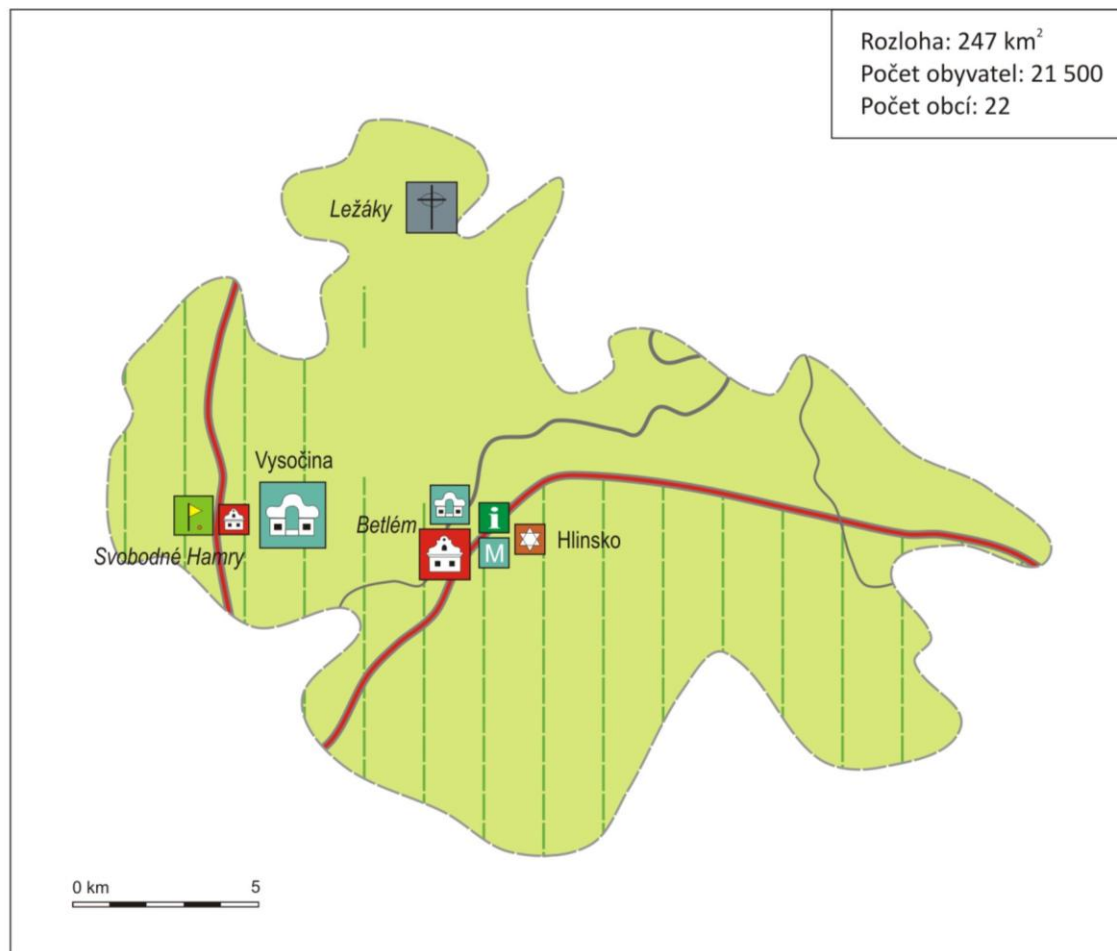 Rozloha: 247 km²
Počet obyvatel: 21 500
Počet obcí: 22
Ležáky
Vysočina
Betlém
i
Svobodné Hamry
M
Hlinsko
0 km 5